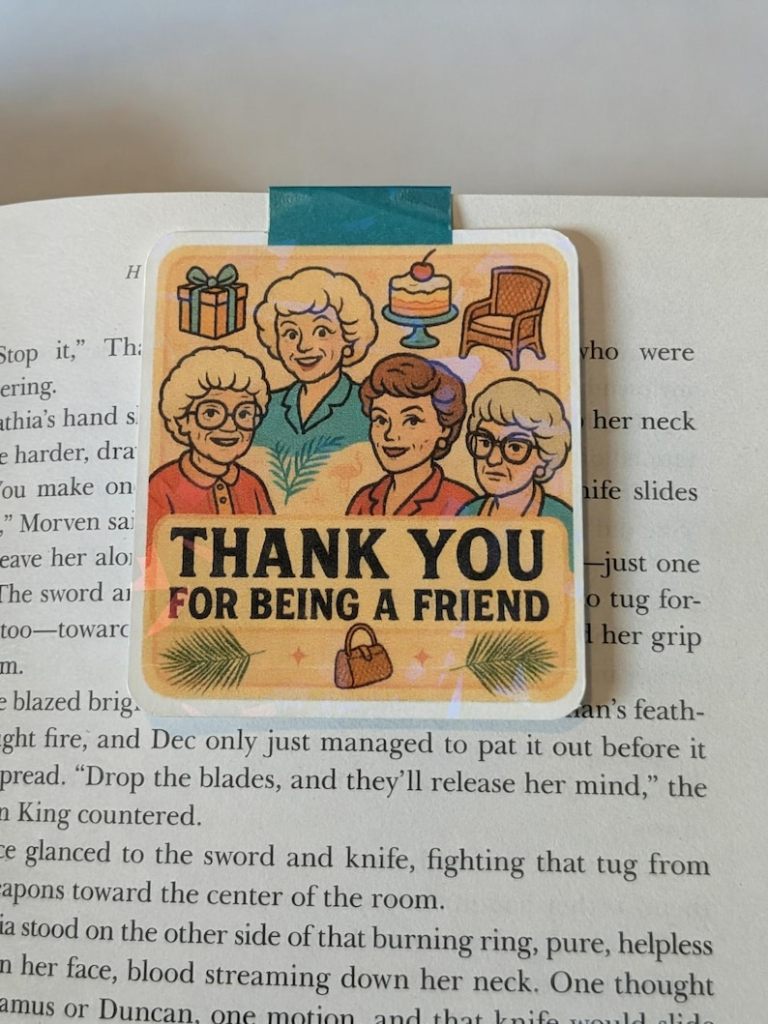 H
Stop it,” Tha who were
ering.
athia’s hand s her neck
e harder, dra
You make on nife slides
,” Morven sai
eave her alo —just one
The sword a o tug for-
too—towar l her grip
m.
THANK YOU
FOR BEING A FRIEND
e blazed brig an’s feath-
ght fire, and Dec only just managed to pat it out before it
pread. “Drop the blades, and they’ll release her mind,” the
n King countered.
ce glanced to the sword and knife, fighting that tug from
eapons toward the center of the room.
ia stood on the other side of that burning ring, pure, helpless
n her face, blood streaming down her neck. One thought
amus or Duncan, one motion, and that knife would slide